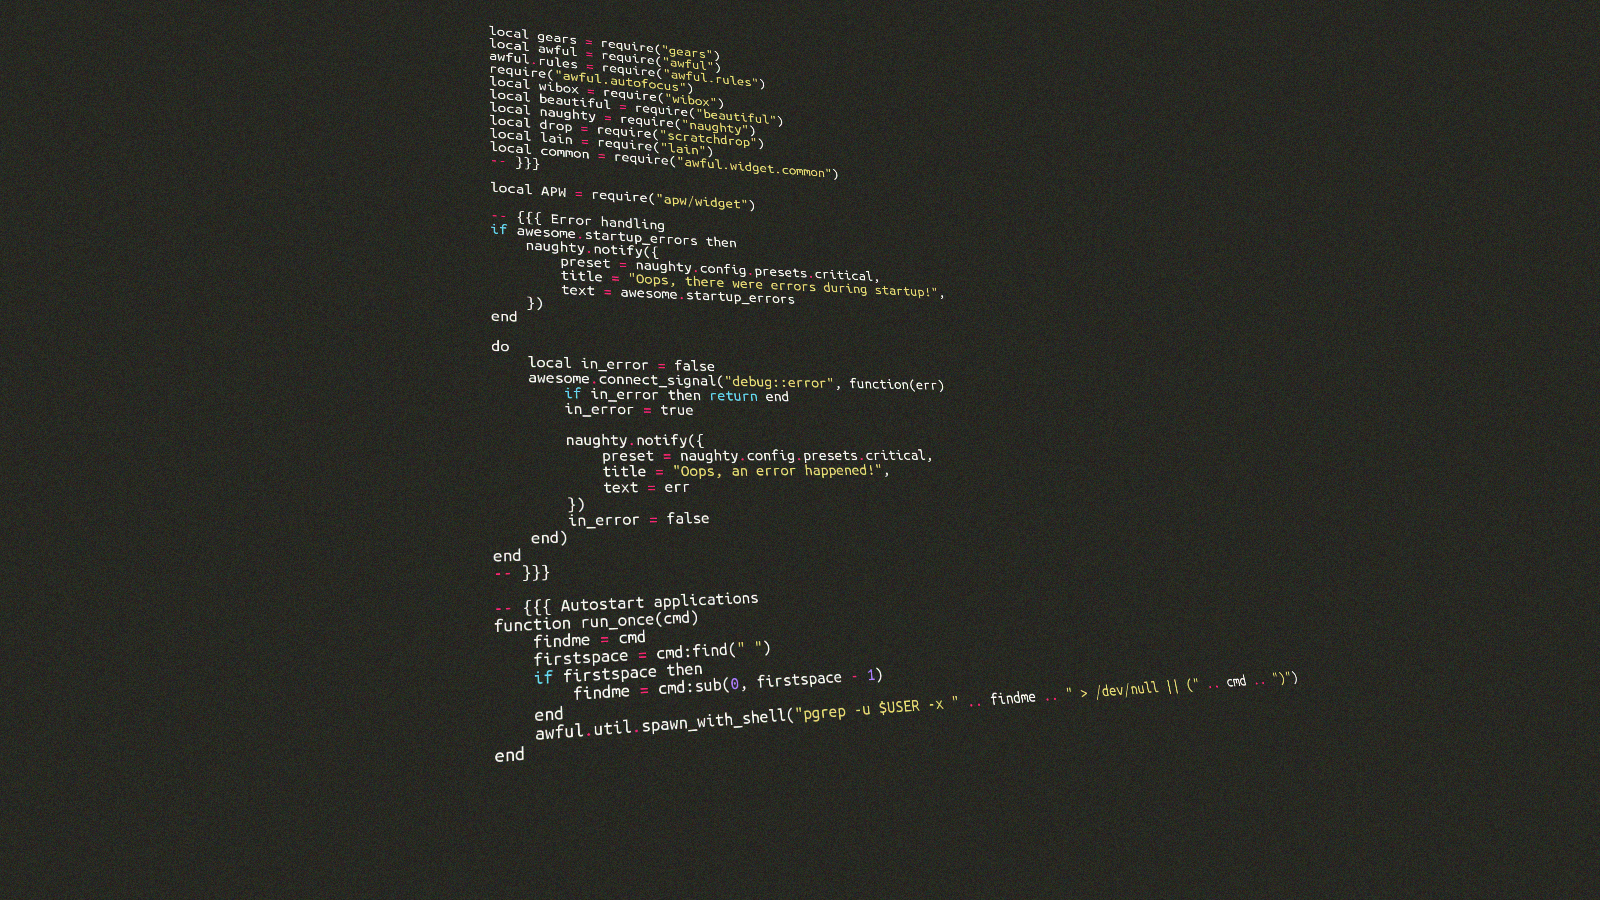 local gears = require("gears")
local awful = require("awful")
awful.rules = require("awful.rules")
require("awful.autofocus")
local wibox = require("wibox")
local beautiful = require("beautiful")
local naughty = require("naughty")
local drop = require("scratchdrop")
local lain = require("lain")
local common = require("awful.widget.common")
-- }}}

local APW = require("apw/widget")

-- {{{ Error handling
if awesome.startup_errors then
    naughty.notify({
        preset = naughty.config.presets.critical,
        title = "Oops, there were errors during startup!",
        text = awesome.startup_errors
    })
end

do
    local in_error = false
    awesome.connect_signal("debug::error", function(err)
        if in_error then return end
        in_error = true

        naughty.notify({
            preset = naughty.config.presets.critical,
            title = "Oops, an error happened!",
            text = err
        })
        in_error = false
    end)
end
-- }}}

-- {{{ Autostart applications
function run_once(cmd)
    findme = cmd
    firstspace = cmd:find(" ")
    if firstspace then
        findme = cmd:sub(0, firstspace - 1)
    end
    awful.util.spawn_with_shell("pgrep -u $USER -x " .. findme .. " > /dev/null || (" .. cmd .. ")")
end